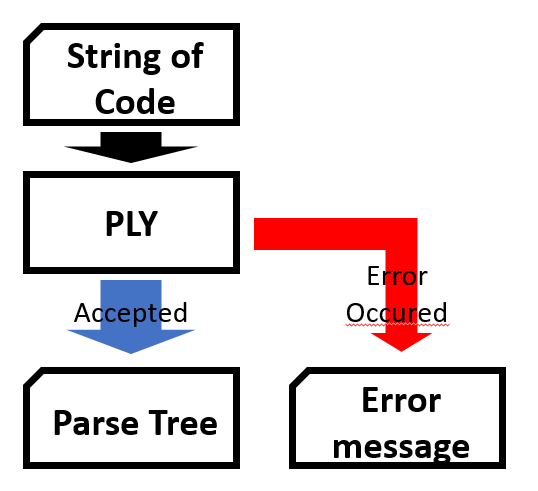 String of
Code
PLY
Accepted
Error
Occured
Parse Tree
Error
message